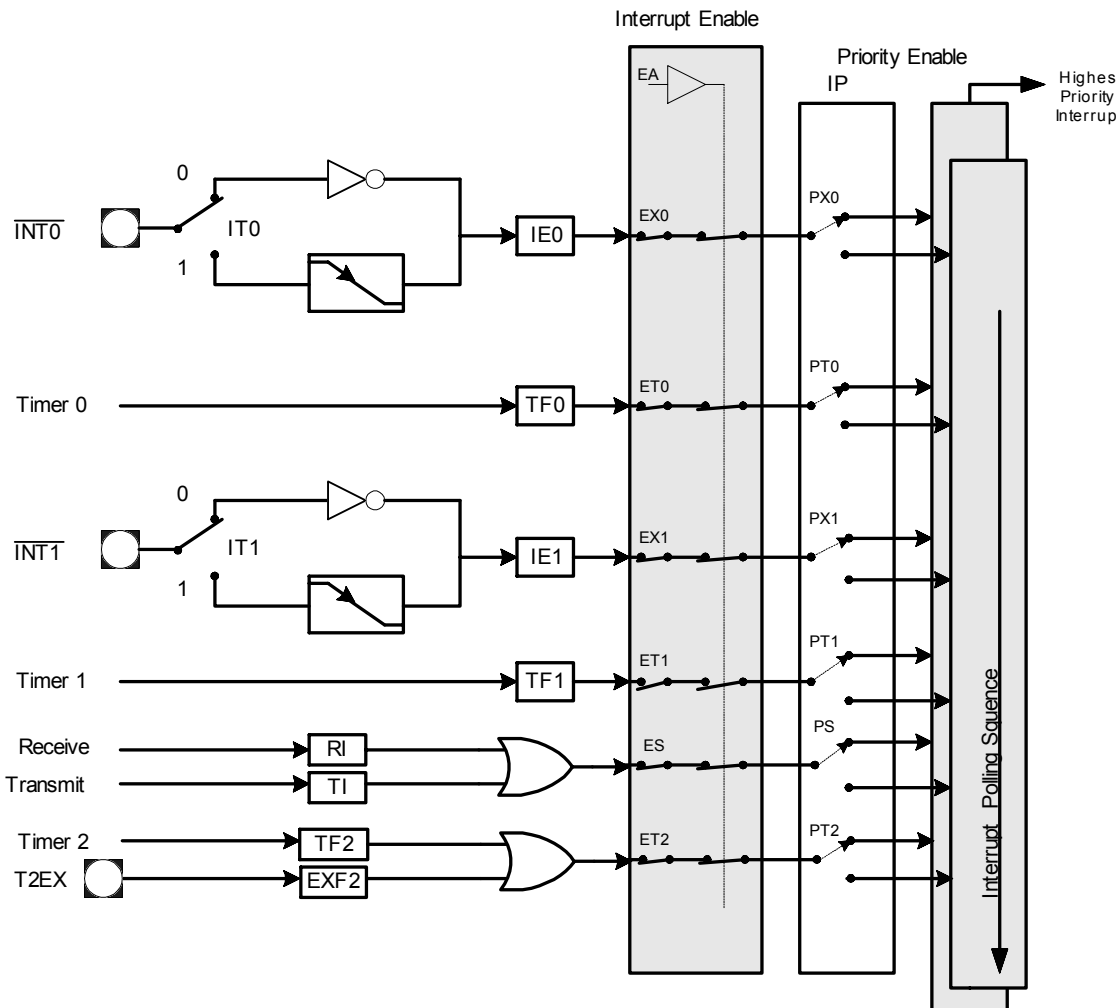 Interrupt Enable
Priority Enable
IP
Highes
Priority
Interrup
EA
0
INT0
IT0
1
IE0
EX0
PX0
Timer 0
TF0
ET0
PT0
0
INT1
IT1
1
IE1
EX1
PX1
Timer 1
TF1
ET1
PT1
Receive
RI
ES
PS
Transmit
TI
Timer 2
TF2
ET2
PT2
T2EX
EXF2
Interrupt Polling Squence